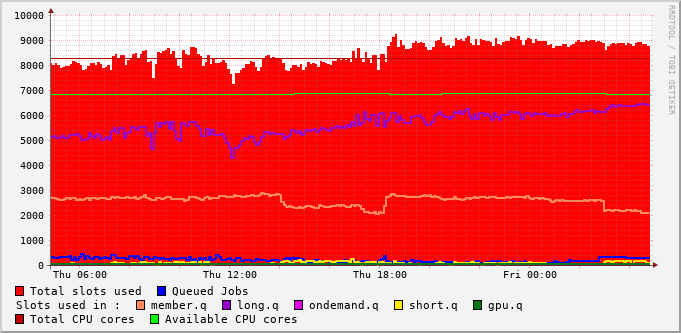 10000
9000
8000
7000
6000
5000
4000
3000
2000
1000
0
Thu 06:00 Thu 12:00 Thu 18:00 Fri 00:00
RRDTOOL / TOBI OETIKER
Total slots used Queued Jobs
Slots used in : member.q long.q ondemand.q short.q gpu.q
Total CPU cores Available CPU cores